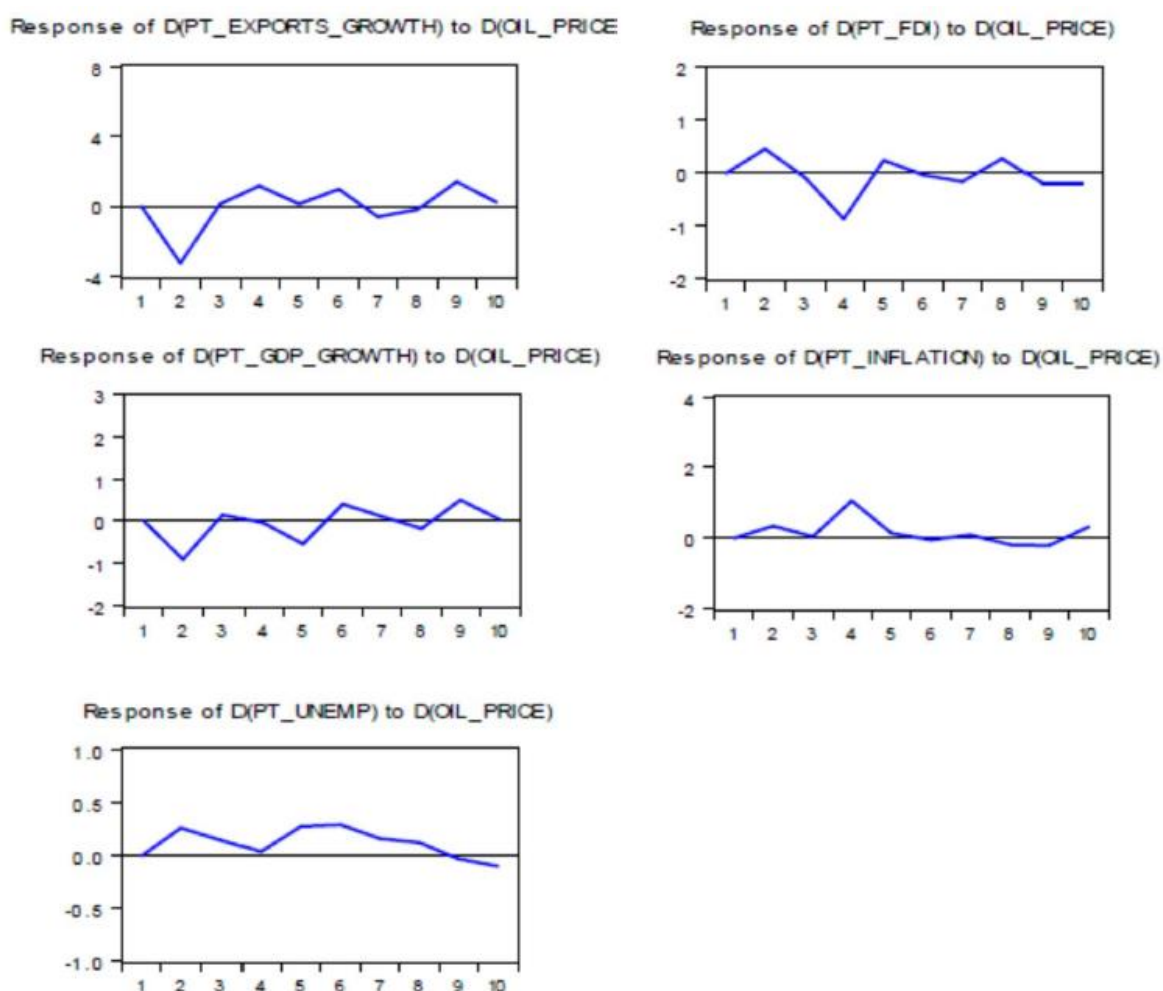 Response of D(PT_EXPORTS_GROWTH) to D(OIL_PRICE
8
4
0
-4
1 2 3 4 5 6 7 8 9 10
Response of D(PT_FDI) to D(OIL_PRICE)
2
1
0
-1
-2
1 2 3 4 5 6 7 8 9 10
Response of D(PT_GDP_GROWTH) to D(OIL_PRICE)
3
2
1
0
-1
-2
1 2 3 4 5 6 7 8 9 10
Response of D(PT_INFLATION) to D(OIL_PRICE)
4
2
0
-2
1 2 3 4 5 6 7 8 9 10
Response of D(PT_UNEMP) to D(OIL_PRICE)
1.0
0.5
0.0
-0.5
-1.0
1 2 3 4 5 6 7 8 9 10